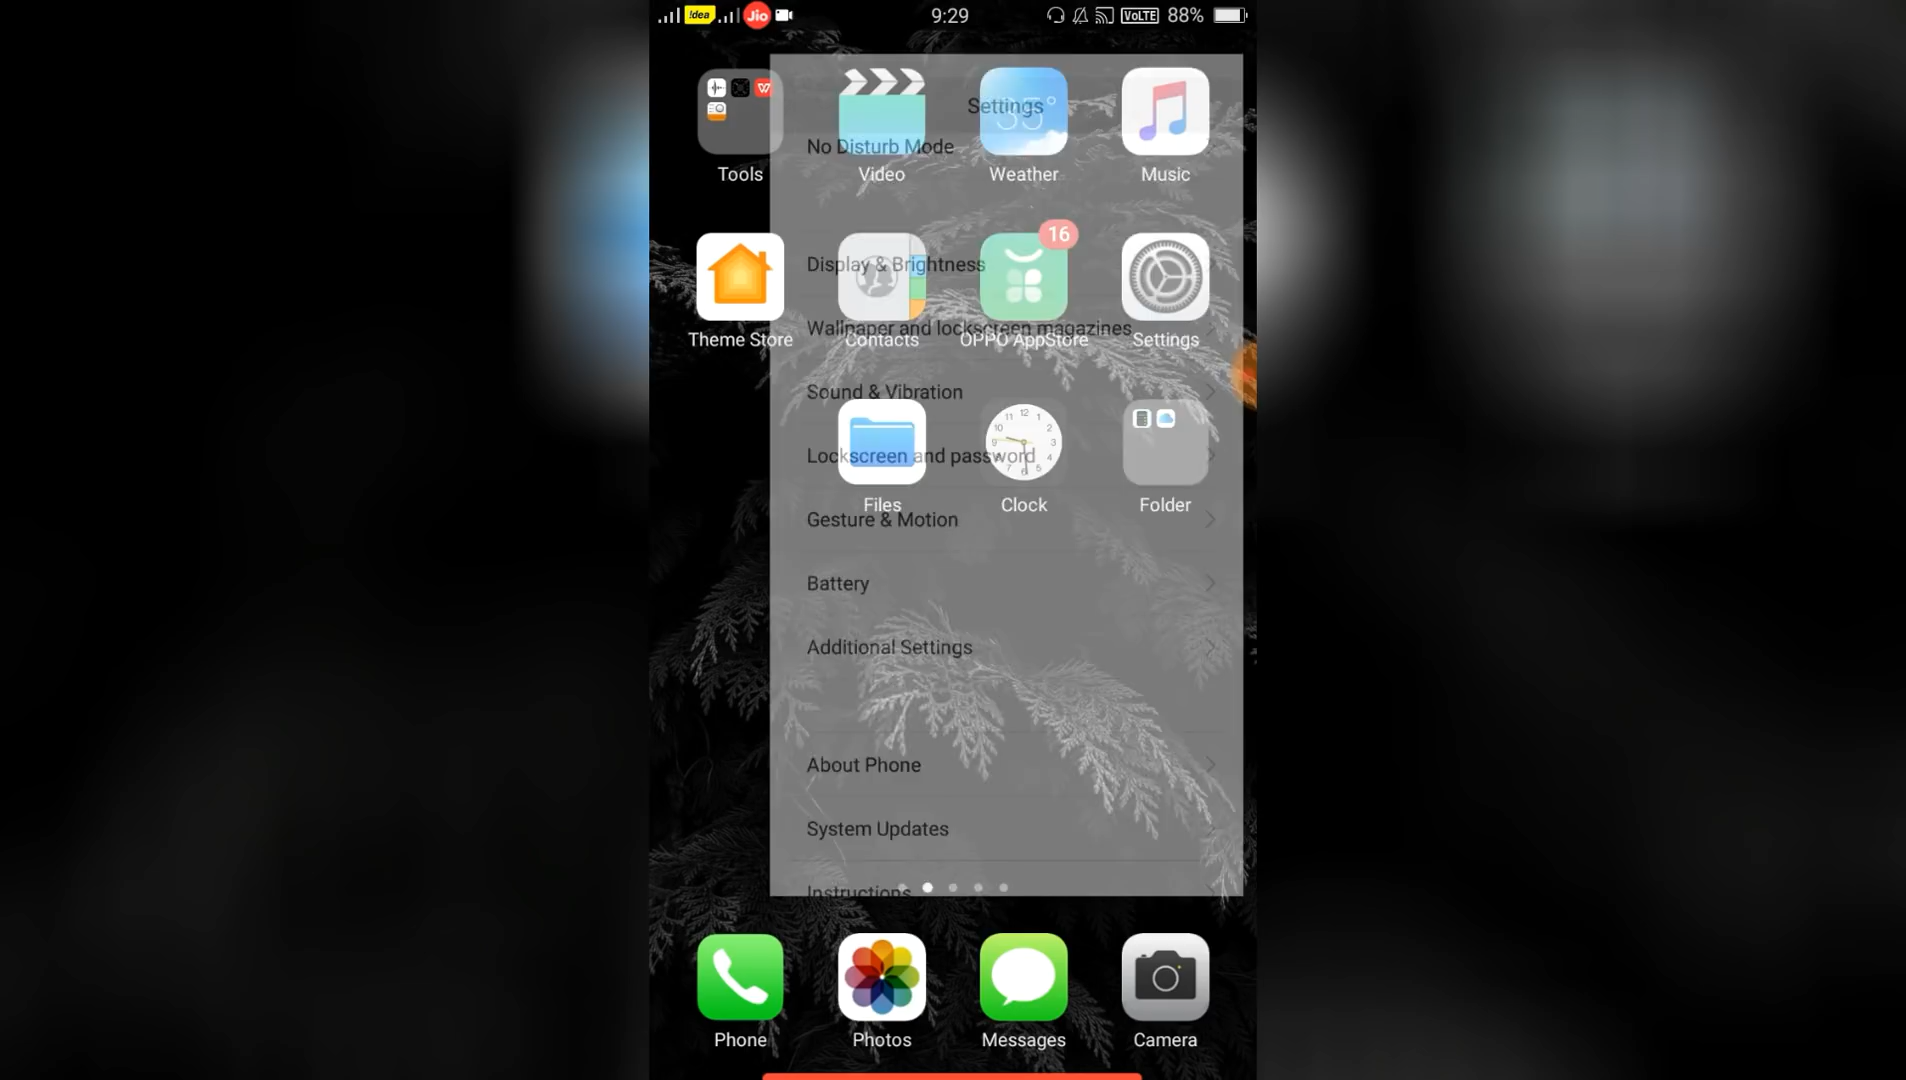 !dea Jio 9:29 VoLTE 88%
Settings
35°
No Disturb Mode
Tools Video Weather Music
16
Display & Brightness
Wallpaper and lockscreen magazines
Theme Store Contacts OPPO AppStore Settings
Sound & Vibration
Lockscreen and password
Files Clock Folder
Gesture & Motion
Battery
Additional Settings
About Phone
System Updates
Instructions
Phone Photos Messages Camera